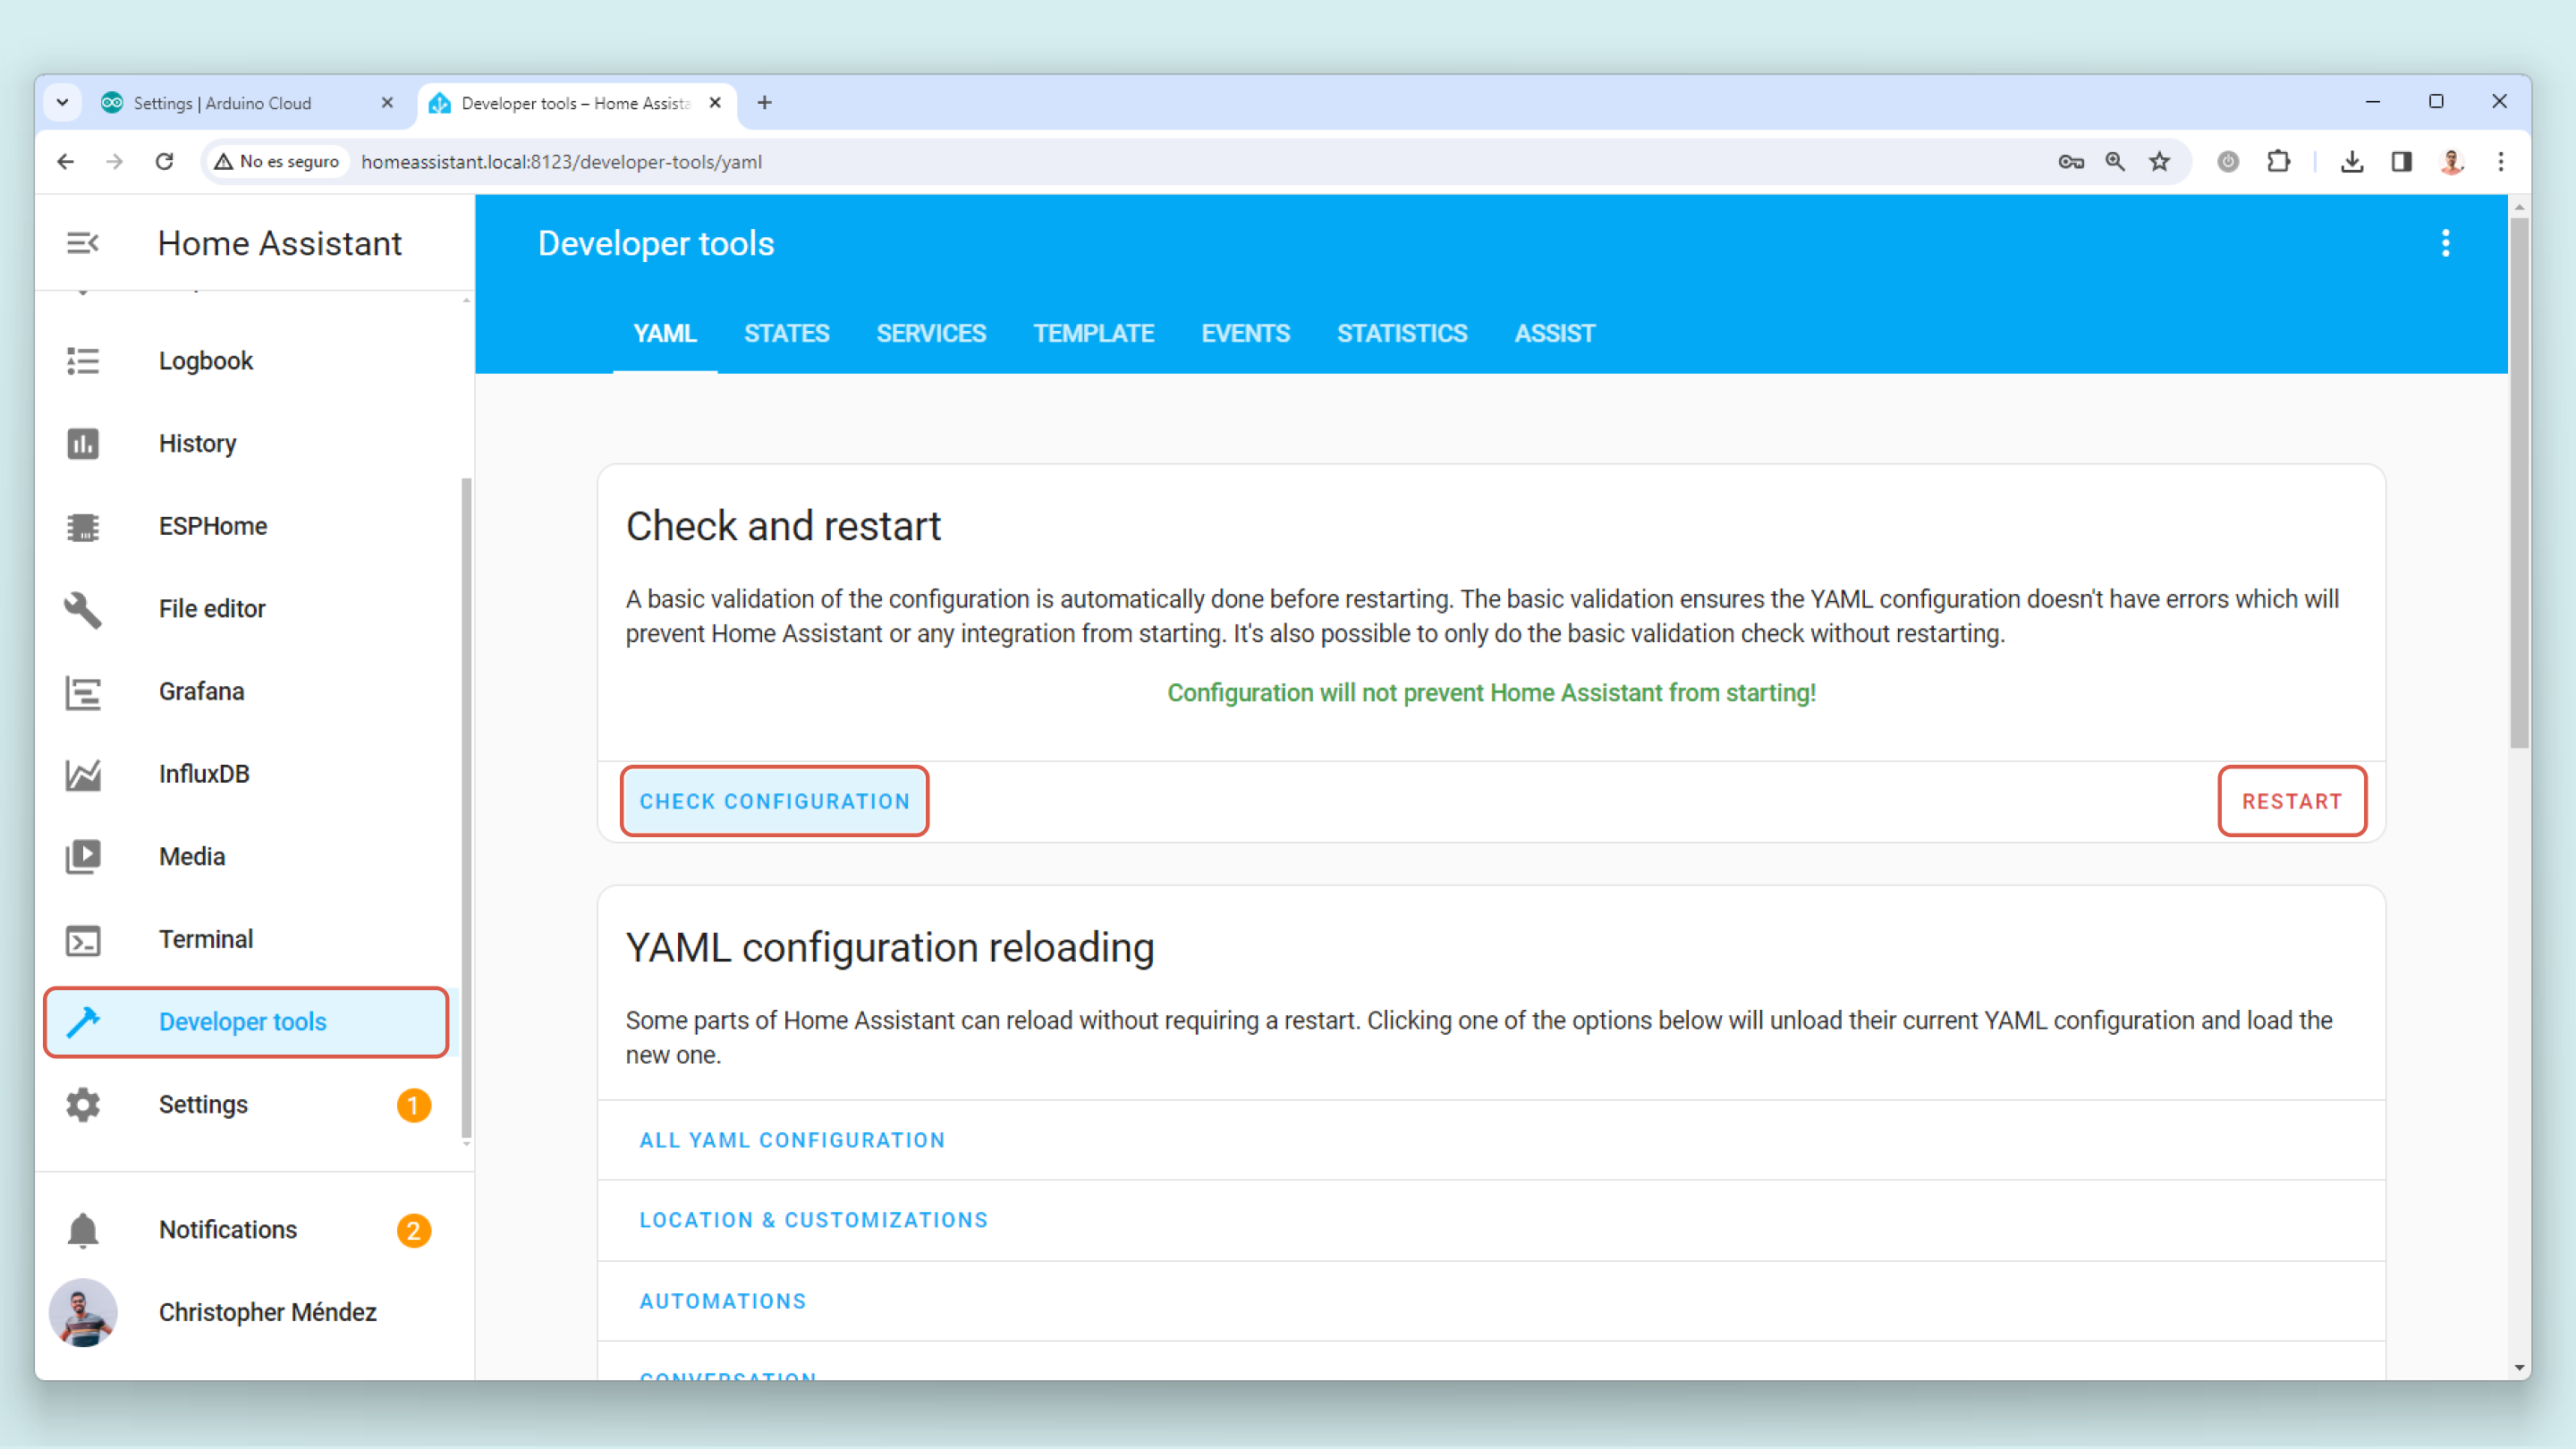 Settings | Arduino Cloud
Developer tools – Home Assista
No es seguro
homeassistant.local:8123/developer-tools/yaml
Home Assistant
Logbook
History
ESPHome
File editor
Grafana
InfluxDB
Media
Terminal
Developer tools
Settings
1
Notifications
2
Christopher Méndez
Developer tools
YAML STATES SERVICES TEMPLATE EVENTS STATISTICS ASSIST
Check and restart
A basic validation of the configuration is automatically done before restarting. The basic validation ensures the YAML configuration doesn't have errors which will
prevent Home Assistant or any integration from starting. It's also possible to only do the basic validation check without restarting.
Configuration will not prevent Home Assistant from starting!
CHECK CONFIGURATION
RESTART
YAML configuration reloading
Some parts of Home Assistant can reload without requiring a restart. Clicking one of the options below will unload their current YAML configuration and load the
new one.
ALL YAML CONFIGURATION
LOCATION & CUSTOMIZATIONS
AUTOMATIONS
CONVERSATION